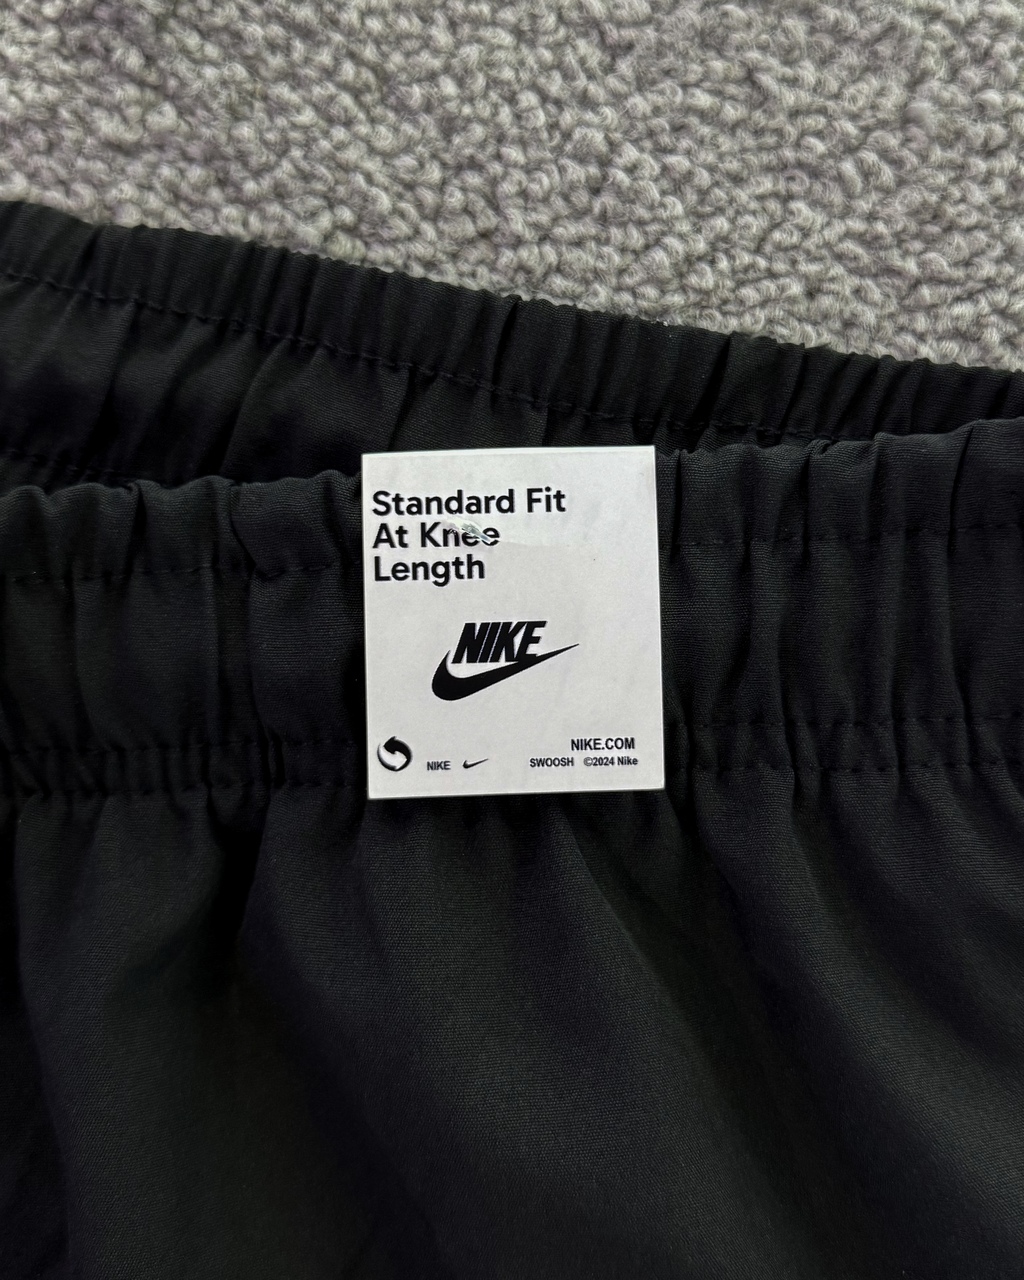 Standard Fit
At Knee
Length
NIKE
NIKE.COM
NIKE SWOOSH ©2024 Nike